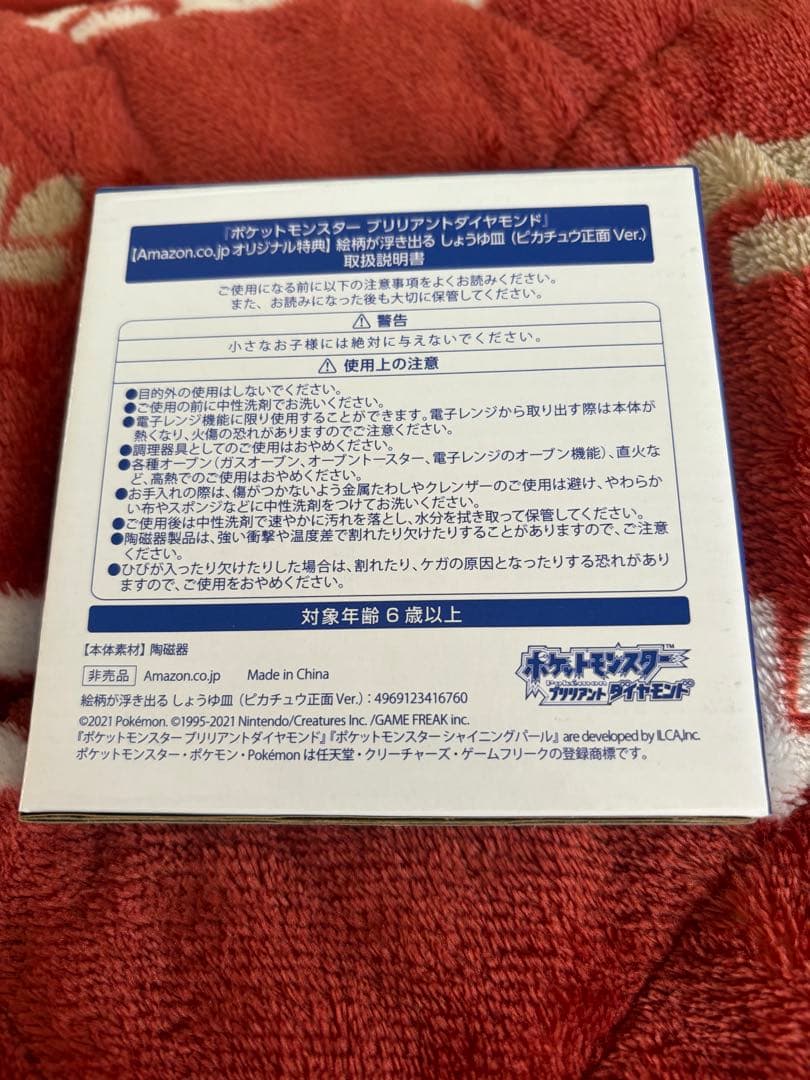 『ポケットモンスター ブリリアントダイヤモンド』
【Amazon.co.jp オリジナル特典】 絵柄が浮き出る しょうゆ皿 (ピカチュウ正面 Ver.)
取扱説明書
ご使用になる前に以下の注意事項をよくお読みください。
また、お読みになった後も大切に保管してください。
⚠ 警告
小さなお子様には絶対に与えないでください。
⚠ 使用上の注意
●目的外の使用はしないでください。
●ご使用の前に中性洗剤でお洗いください。
●電子レンジ機能に限り使用することができます。電子レンジから取り出す際は本体が
熱くなり、火傷の恐れがありますのでご注意ください。
●調理器具としてのご使用はおやめください。
●各種オーブン(ガスオーブン、オーブントースター、電子レンジのオーブン機能)、直火な
ど、高熱でのご使用はおやめください。
●お手入れの際は、傷がつかないよう金属たわしやクレンザーのご使用は避け、やわらか
い布やスポンジなどに中性洗剤をつけてお洗いください。
●ご使用後は中性洗剤で速やかに汚れを落とし、水分を拭き取って保管してください。
●陶磁器製品は、強い衝撃や温度差で割れたり欠けたりすることがありますので、ご注意
ください。
●ひびが入ったり欠けたりした場合は、割れたり、ケガの原因となったりする恐れがあり
ますので、ご使用をおやめください。
対象年齢 6 歳以上
【本体素材】陶磁器
非売品 Amazon.co.jp Made in China
絵柄が浮き出る しょうゆ皿 (ピカチュウ正面 Ver.) : 4969123416760
ポケットモンスター™
Pokémon
ブリリアント ダイヤモンド
©2021 Pokémon. ©1995-2021 Nintendo/Creatures Inc. /GAME FREAK inc.
『ポケットモンスター ブリリアントダイヤモンド』『ポケットモンスター シャイニングパール』 are developed by ILCA,Inc.
ポケットモンスター・ポケモン・Pokémon は任天堂・クリーチャーズ・ゲームフリークの登録商標です。